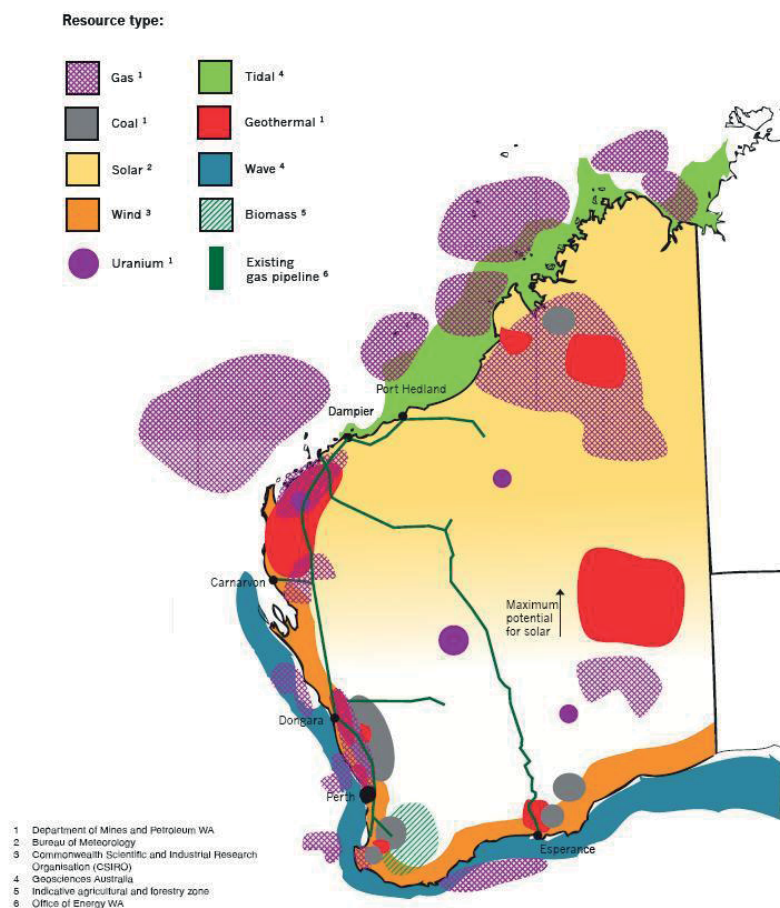 Resource type:
Gas 1
Tidal 4
Coal 1
Geothermal 1
Solar 2
Wave 4
Wind 3
Biomass 5
Uranium 1
Existing
gas pipeline 6
Port Hedland
Dampier
Carnarvon
Maximum
potential
for solar
Dongara
Perth
Esperance
1 Department of Mines and Petroleum WA
2 Bureau of Meteorology
3 Commonwealth Scientific and Industrial Research
Organisation (CSIRO)
4 Geosciences Australia
5 Indicative agricultural and forestry zone
6 Office of Energy WA